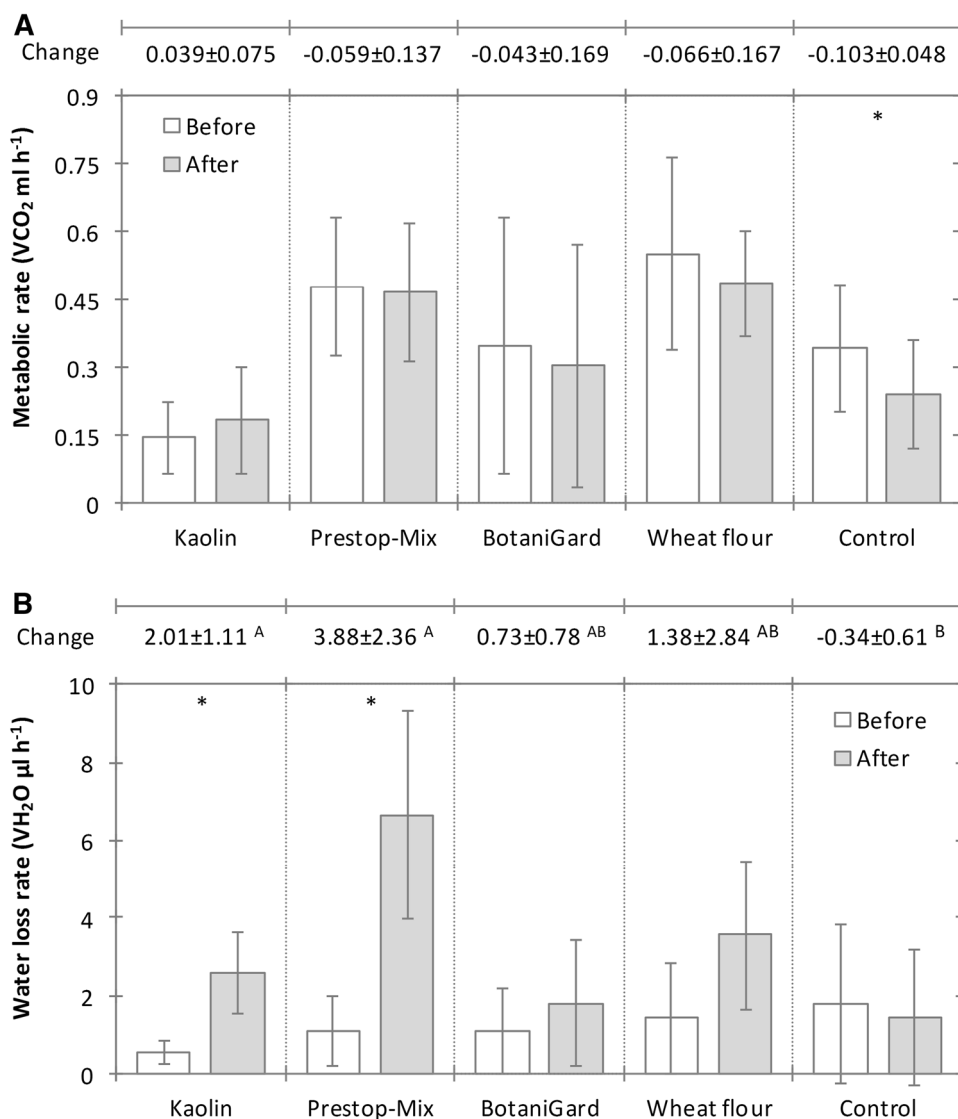 A
Change 0.039±0.075 -0.059±0.137 -0.043±0.169 -0.066±0.167 -0.103±0.048
Metabolic rate (VCO₂ ml h⁻¹)
0.9
0.75
0.6
0.45
0.3
0.15
0
Before
After
*
Kaolin Prestop-Mix BotaniGard Wheat flour Control
B
Change 2.01±1.11 ᴬ 3.88±2.36 ᴬ 0.73±0.78 ᴬᴮ 1.38±2.84 ᴬᴮ -0.34±0.61 ᴮ
Water loss rate (VH₂O µl h⁻¹)
10
8
6
4
2
0
* *
Before
After
Kaolin Prestop-Mix BotaniGard Wheat flour Control